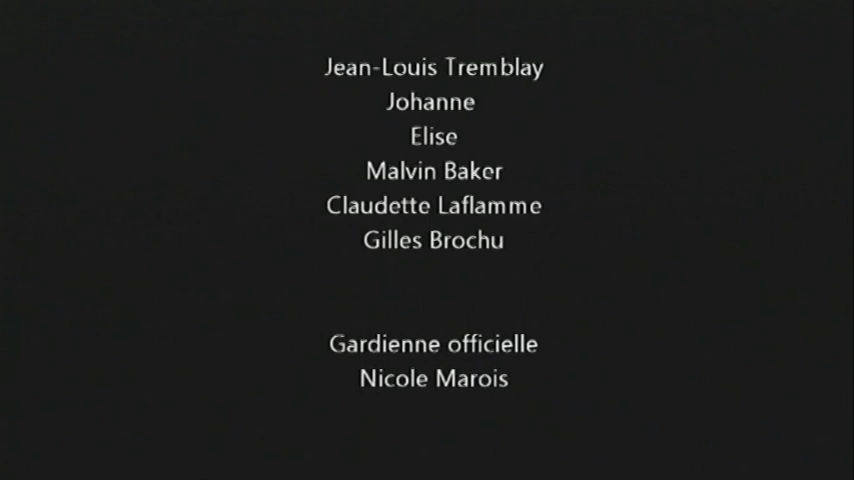 Jean-Louis Tremblay
Johanne
Elise
Malvin Baker
Claudette Laflamme
Gilles Brochu
Gardienne officielle
Nicole Marois